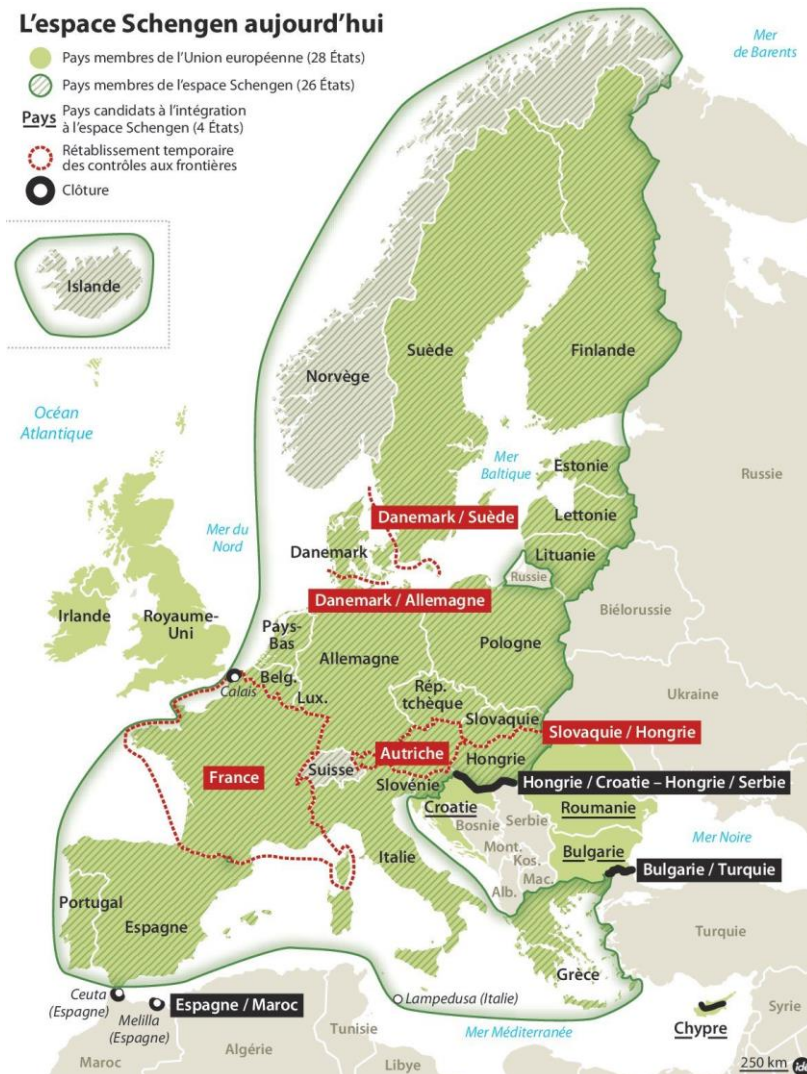 L'espace Schengen aujourd'hui
Pays membres de l'Union européenne (28 États)
Pays membres de l'espace Schengen (26 États)
Pays
Pays candidats à l'intégration
à l'espace Schengen (4 États)
Rétablissement temporaire
des contrôles aux frontières
Clôture
Mer
de Barents
Islande
Norvège
Suède
Finlande
Océan
Atlantique
Mer
Baltique
Estonie
Russie
Mer du
Nord
Danemark / Suède
Lettonie
Danemark
Lituanie
Russie
Irlande
Royaume-
Uni
Danemark / Allemagne
Biélorussie
Pays-
Bas
Allemagne
Pologne
Calais
Belg.
Lux.
Rép.
tchèque
Ukraine
Slovaquie
Slovaquie / Hongrie
France
Suisse
Autriche
Hongrie
Slovénie
Hongrie / Croatie – Hongrie / Serbie
Croatie
Roumanie
Bosnie
Serbie
Mer Noire
Italie
Mont.
Kos.
Bulgarie
Mac.
Alb.
Bulgarie / Turquie
Portugal
Espagne
Turquie
Grèce
Ceuta
(Espagne)
Melilla
(Espagne)
Espagne / Maroc
Lampedusa (Italie)
Syrie
Chypre
Mer Méditerranée
Maroc
Algérie
Tunisie
Libye
250 km